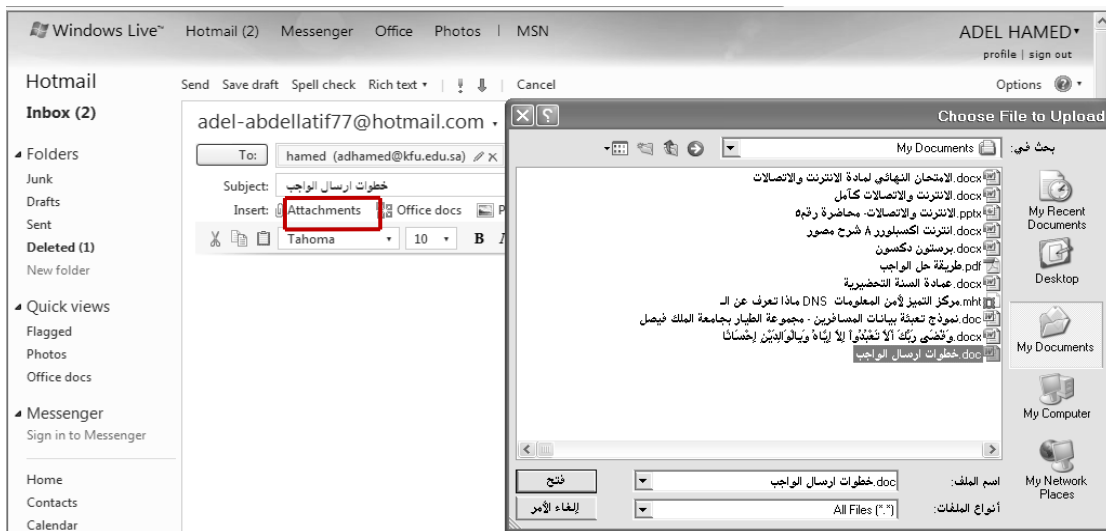 Windows Live™ Hotmail (2) Messenger Office Photos | MSN
ADEL HAMED
profile | sign out
Hotmail
Send Save draft Spell check Rich text Cancel
Options
Inbox (2)
adel-abdellatif77@hotmail.com
To: hamed (adhamed@kfu.edu.sa)
Subject: خطوات ارسال الواجب
Insert: Attachments Office docs P
Tahoma 10 B I
Folders
Junk
Drafts
Sent
Deleted (1)
New folder
Quick views
Flagged
Photos
Office docs
Messenger
Sign in to Messenger
Home
Contacts
Calendar
Choose File to Upload
بحث في: My Documents
الامتحان النهائي لمادة الانترنت والاتصالات.docx
الانترنت والاتصالات كآمل.docx
الانترنت والاتصالات- محاضرة رقم٥.pptx
انترنت اكسبلورر ٨ شرح مصور.docx
برستون دكسون.docx
طريقة حل الواجب.pdf
عمادة السنة التحضيرية.docx
مركز التميز لأمن المعلومات DNS ماذا تعرف عن الـ.mht
نموذج تعبئة بيانات المسافرين - مجموعة الطيار بجامعة الملك فيصل.doc
وَقَضَى رَبُّكَ أَلاَّ تَعْبُدُواْ إِلاَّ إِيَّاهُ وَبِالْوَالِدَيْنِ إِحْسَانًا.docx
خطوات ارسال الواجب.doc
My Recent Documents
Desktop
My Documents
My Computer
My Network Places
اسم الملف: خطوات ارسال الواجب.doc
فتح
أنواع الملفات: All Files (*.*)
إلغاء الأمر